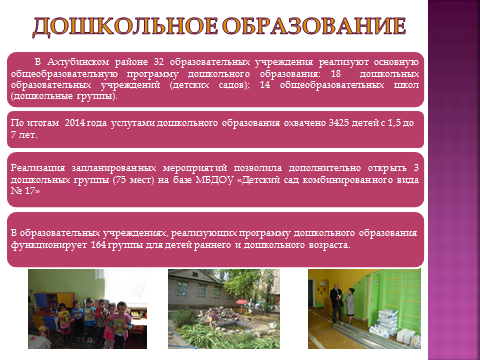 ДОШКОЛЬНОЕ ОБРАЗОВАНИЕ
В Ахтубинском районе 32 образовательных учреждения реализуют основную
общеобразовательную программу дошкольного образования: 18 дошкольных
образовательных учреждений (детских садов); 14 общеобразовательных школ
(дошкольные группы).
По итогам 2014 года услугами дошкольного образования охвачено 3425 детей с 1,5 до
7 лет.
Реализация запланированных мероприятий позволила дополнительно открыть 3
дошкольных группы (75 мест) на базе МБДОУ «Детский сад комбинированного вида
№ 17»
В образовательных учреждениях, реализующих программу дошкольного образования
функционирует 164 группы для детей раннего и дошкольного возраста.